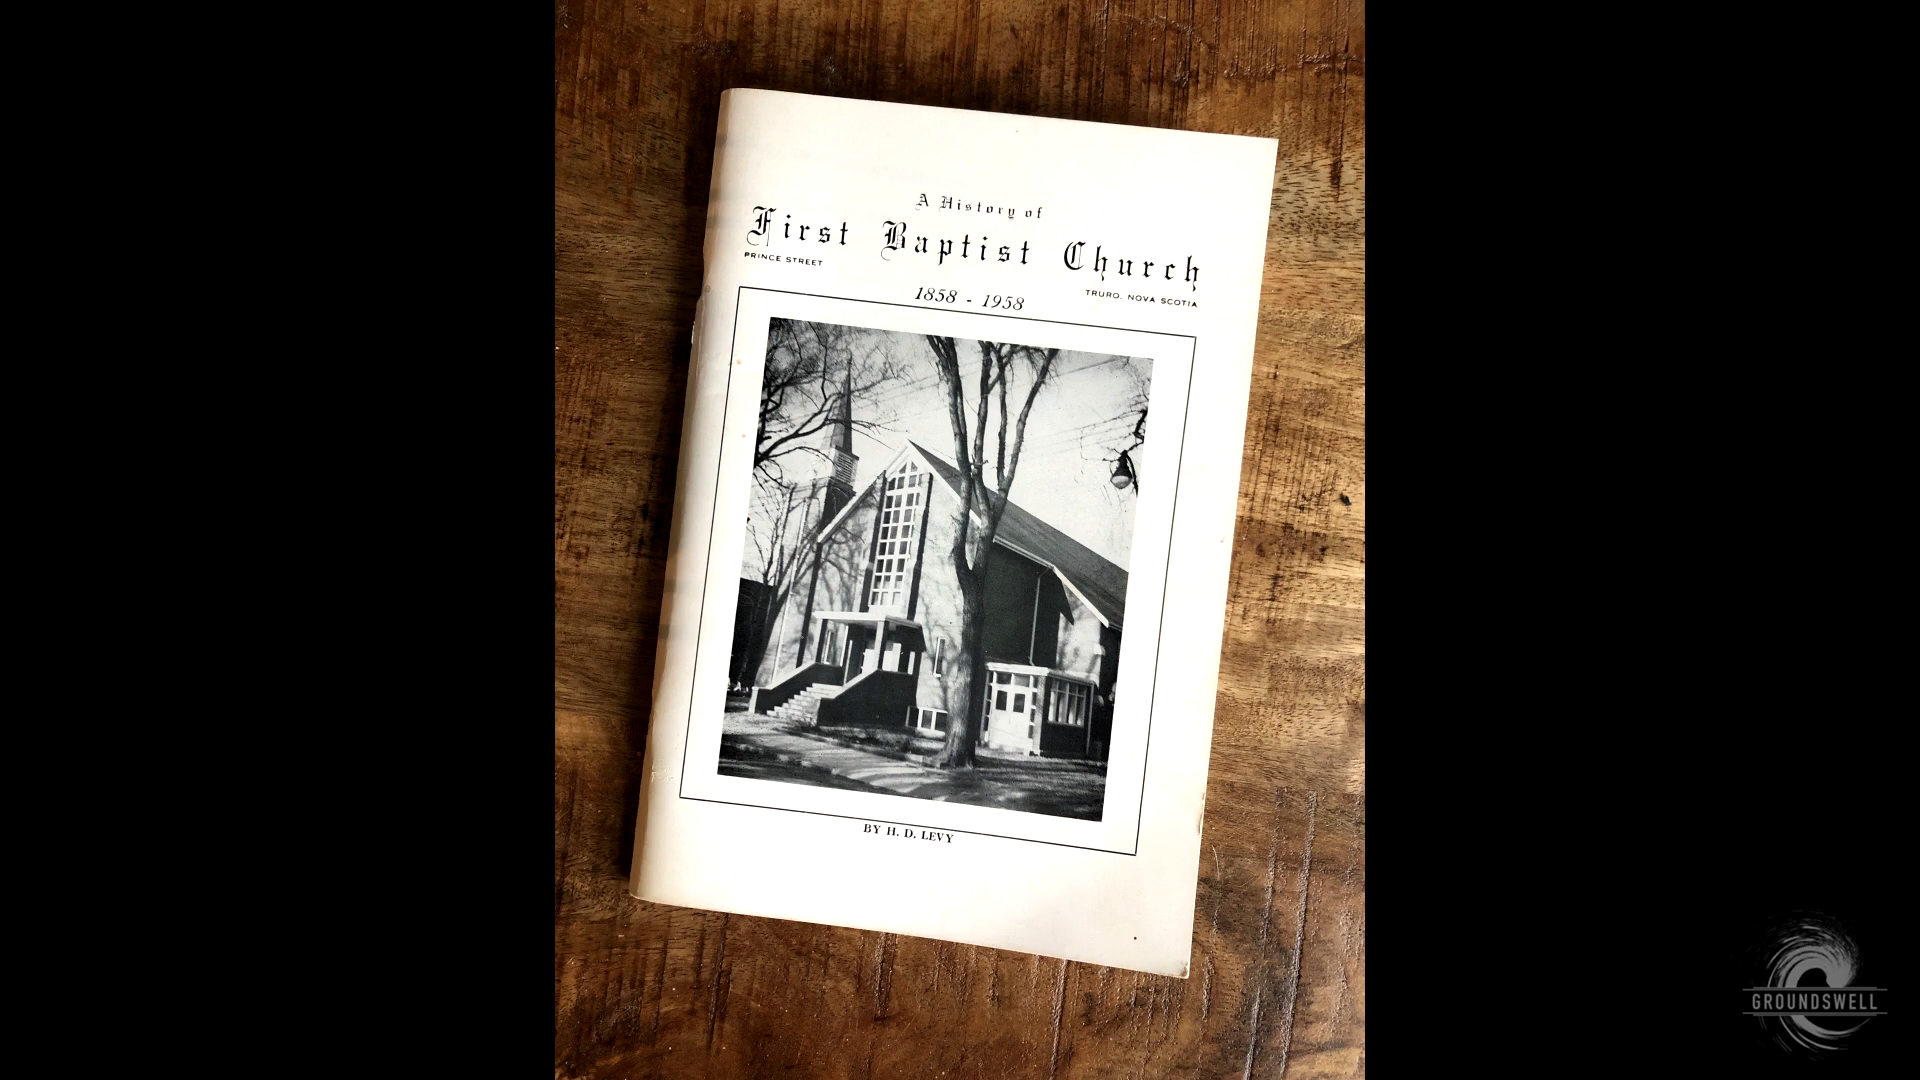 A History of
First Baptist Church
PRINCE STREET
TRURO, NOVA SCOTIA
1858 - 1958
BY H. D. LEVY
GROUNDSWELL